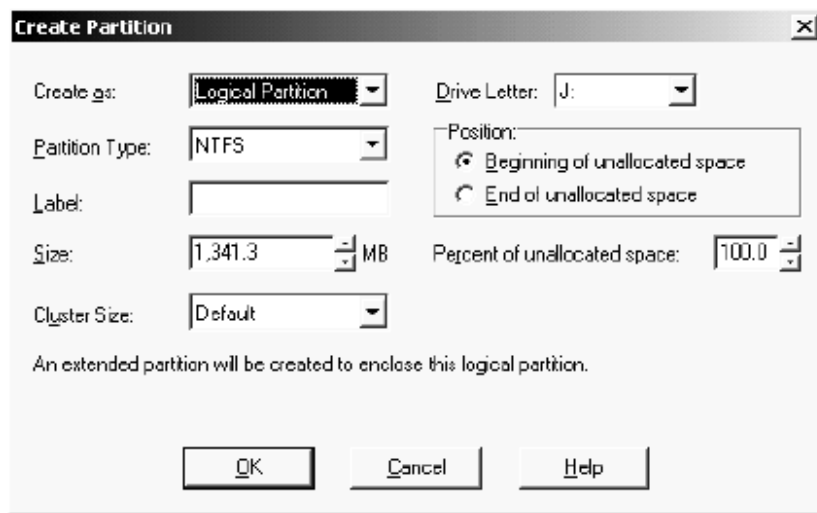 Create Partition
Create as: Logical Partition Drive Letter: J:
Partition Type: NTFS Position:
Beginning of unallocated space
End of unallocated space
Label:
Size: 1,341.3 MB Percent of unallocated space: 100.0
Cluster Size: Default
An extended partition will be created to enclose this logical partition.
OK Cancel Help